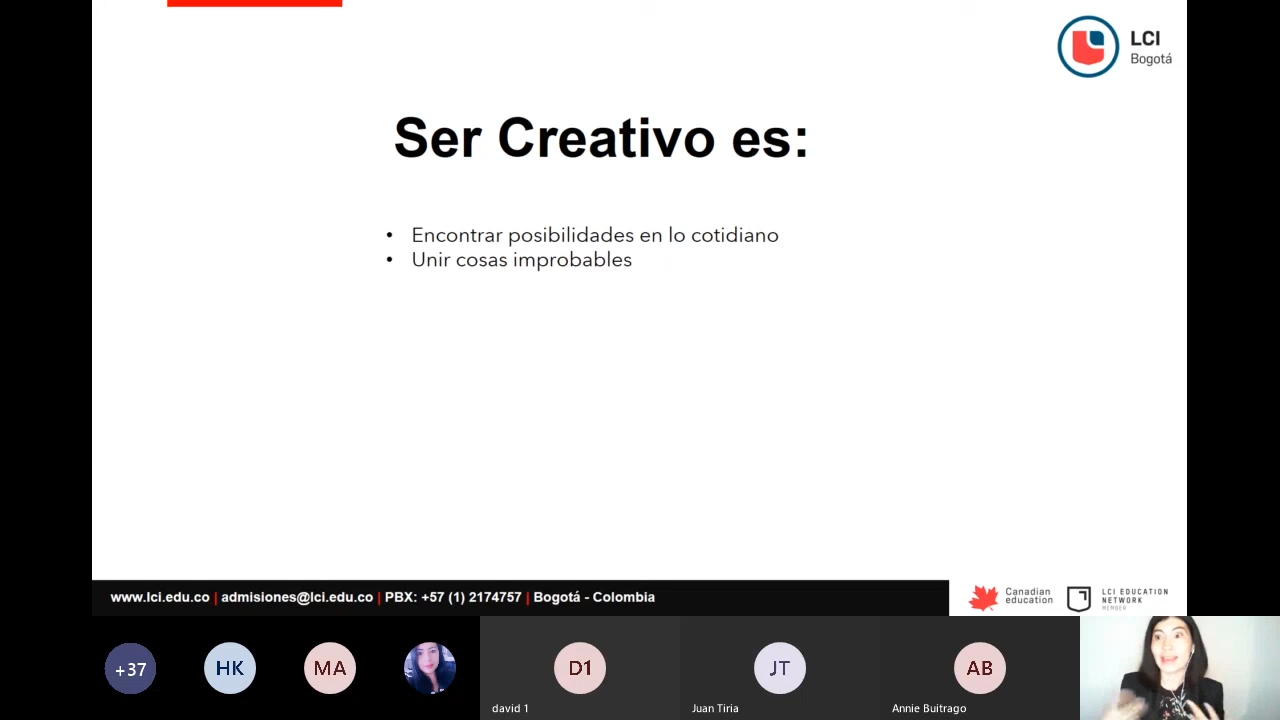 LCI
Bogotá
Ser Creativo es:
• Encontrar posibilidades en lo cotidiano
• Unir cosas improbables
www.lci.edu.co | admisiones@lci.edu.co | PBX: +57 (1) 2174757 | Bogotá - Colombia
Canadian
education
LCI EDUCATION
NETWORK
MEMBER
+37
HK
MA
D1
david 1
JT
Juan Tiria
AB
Annie Buitrago